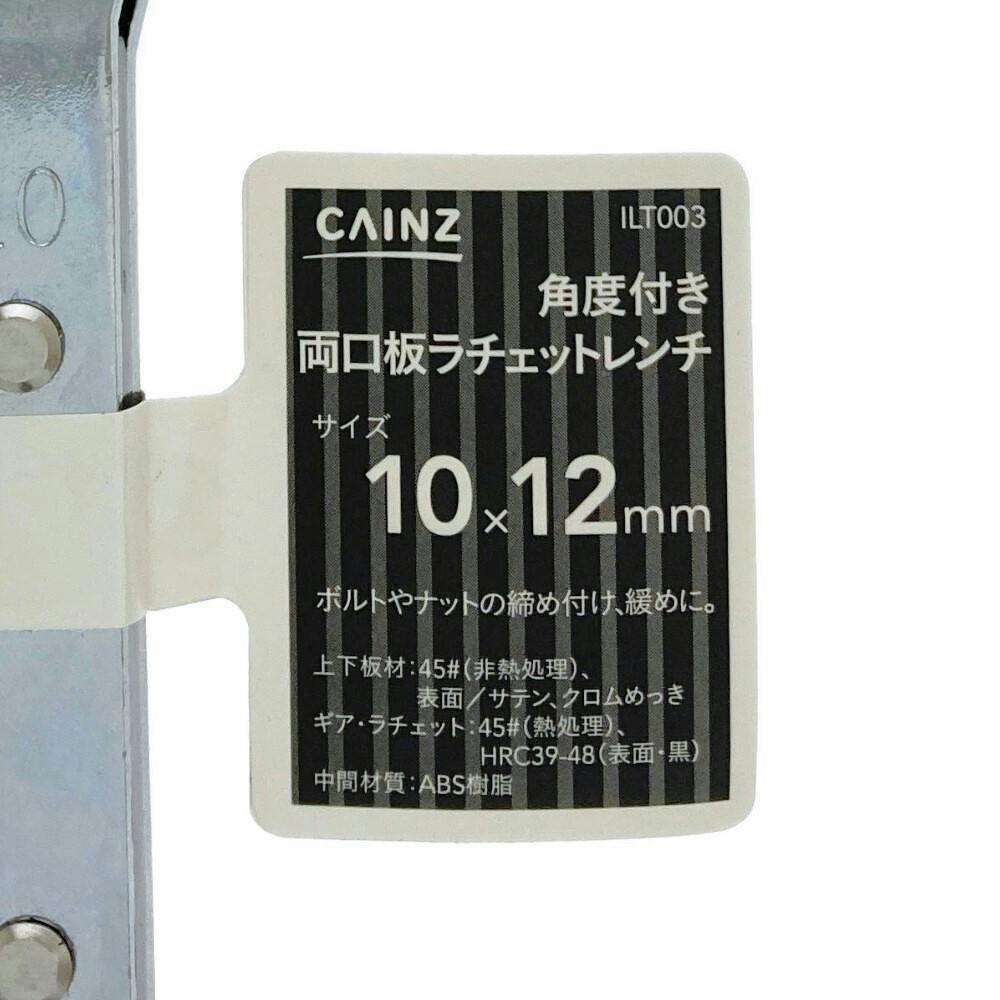 0
CAINZ
ILT003
角度付き
両口板ラチェットレンチ
サイズ
10×12mm
ボルトやナットの締め付け、緩めに。
上下板材：45#(非熱処理)、
表面／サテン、クロムめっき
ギア・ラチェット：45#(熱処理)、
HRC39-48(表面・黒)
中間材質：ABS樹脂